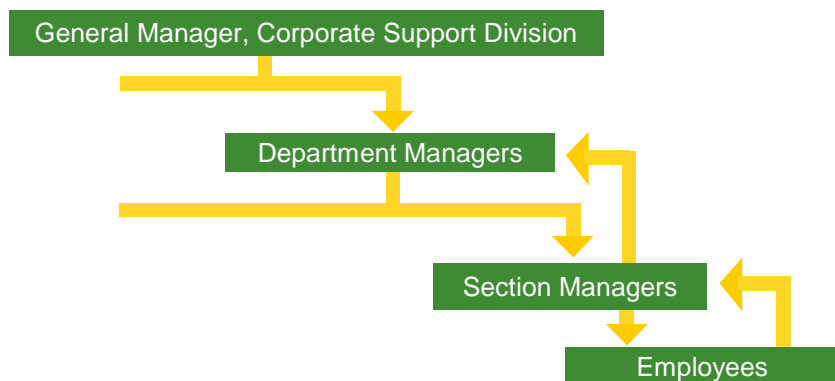 General Manager, Corporate Support Division
Department Managers
Section Managers
Employees